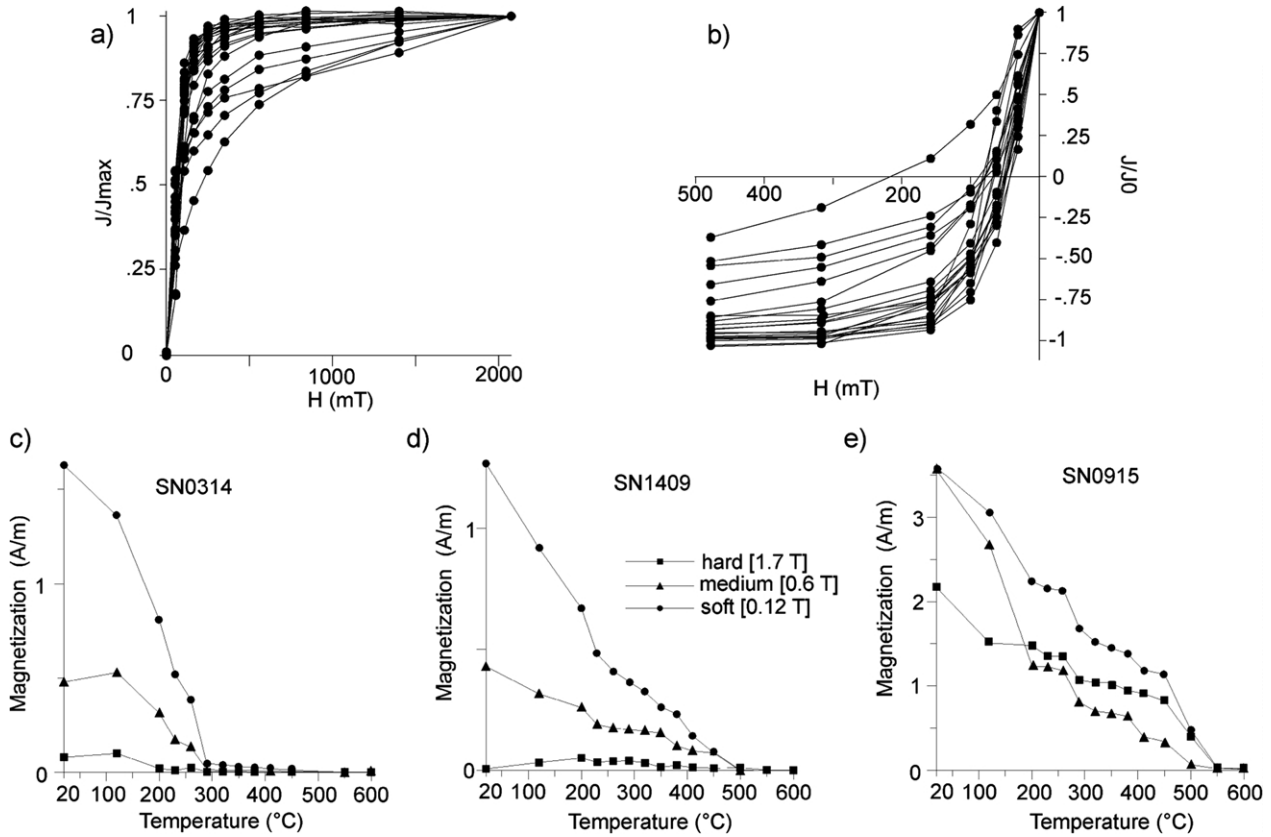 a)
1
.75
.5
.25
0
J/Jmax
0
1000
2000
H (mT)
b)
1
.75
.5
.25
0
-.25
-.50
-.75
-1
J/J0
500
400
200
H (mT)
c)
SN0314
Magnetization (A/m)
1
0
20
100
200
300
400
500
600
Temperature (°C)
d)
SN1409
Magnetization (A/m)
1
0
hard [1.7 T]
medium [0.6 T]
soft [0.12 T]
20
100
200
300
400
500
600
Temperature (°C)
e)
SN0915
Magnetization (A/m)
3
2
1
0
20
100
200
300
400
500
600
Temperature (°C)